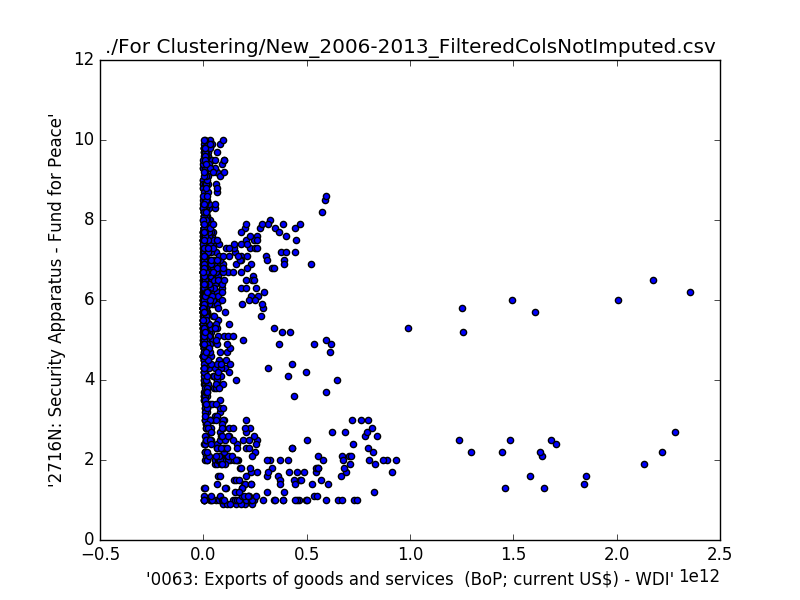 ./For Clustering/New_2006-2013_FilteredColsNotImputed.csv
12
10
8
6
4
2
0
'2716N: Security Apparatus - Fund for Peace'
−0.5 0.0 0.5 1.0 1.5 2.0 2.5
1e12
'0063: Exports of goods and services  (BoP; current US$) - WDI'